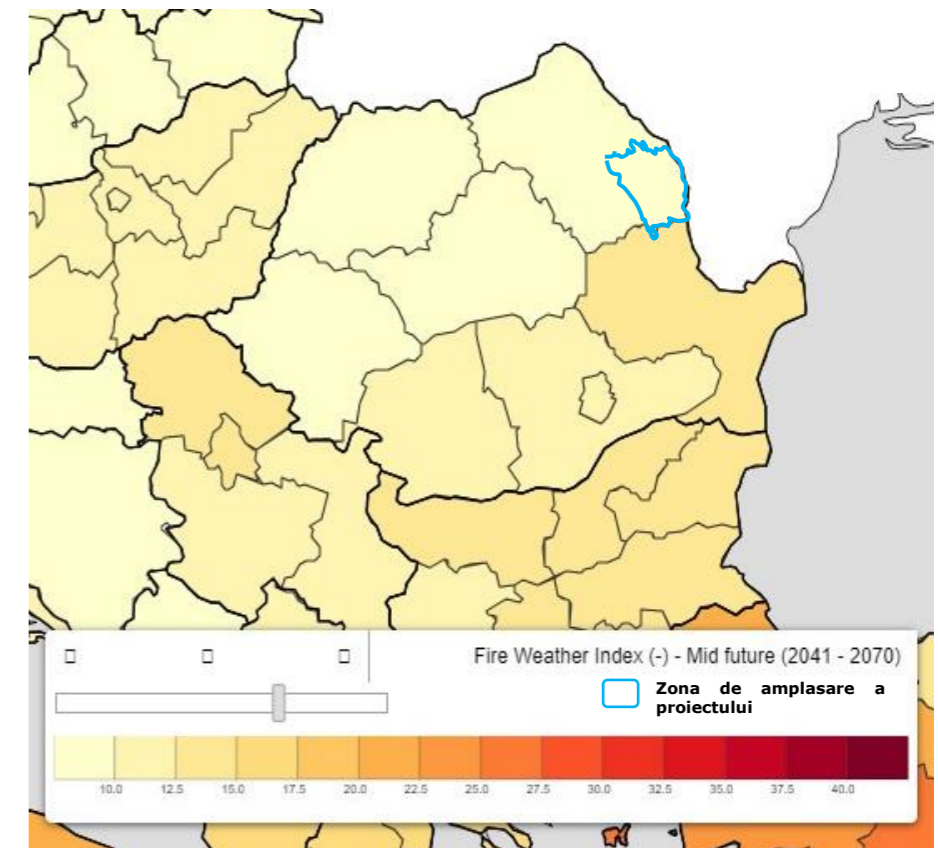 Fire Weather Index (-) - Mid future (2041 - 2070)
Zona de amplasare a
proiectului
10.0 12.5 15.0 17.5 20.0 22.5 25.0 27.5 30.0 32.5 35.0 37.5 40.0